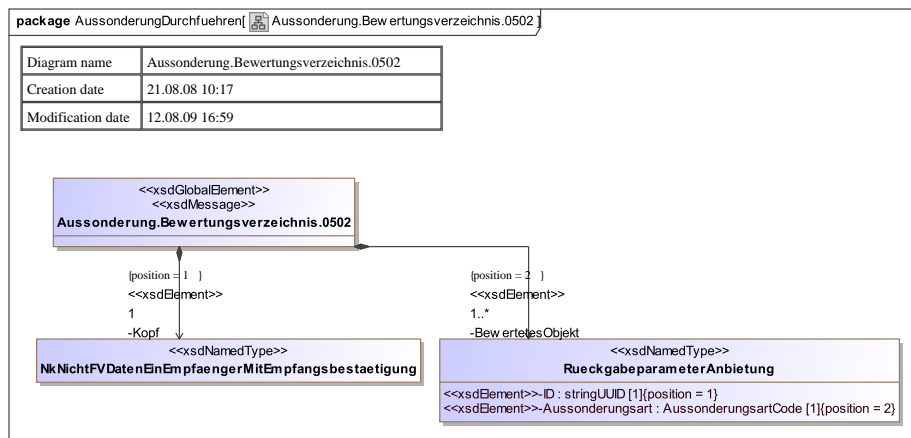 package AussonderungDurchfuehren[ Aussonderung.Bewertungsverzeichnis.0502 ]
Diagram name Aussonderung.Bewertungsverzeichnis.0502
Creation date 21.08.08 10:17
Modification date 12.08.09 16:59
<<xsdGlobalElement>>
<<xsdMessage>>
Aussonderung.Bewertungsverzeichnis.0502
{position = 1 }
<<xsdElement>>
1
-Kopf
{position = 2 }
<<xsdElement>>
1..*
-BewertetesObjekt
<<xsdNamedType>>
NkNichtFVDatenEinEmpfaengerMitEmpfangsbestaetigung
<<xsdNamedType>>
RueckgabeparameterAnbietung
<<xsdElement>>-ID : stringUUID [1]{position = 1}
<<xsdElement>>-Aussonderungsart : AussonderungsartCode [1]{position = 2}